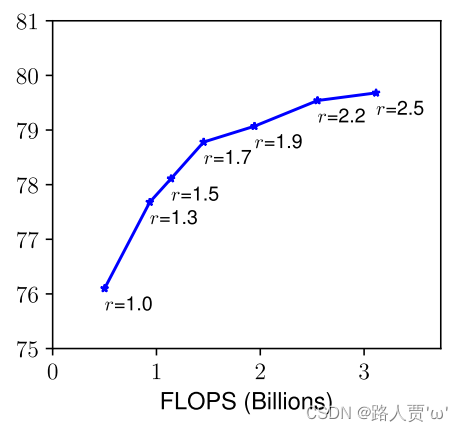 81
80
79
78
77
76
75
r=2.5
r=2.2
r=1.9
r=1.7
r=1.5
r=1.3
r=1.0
0 1 2 3
FLOPS (Billions)
CSDN @路人贾'ω'